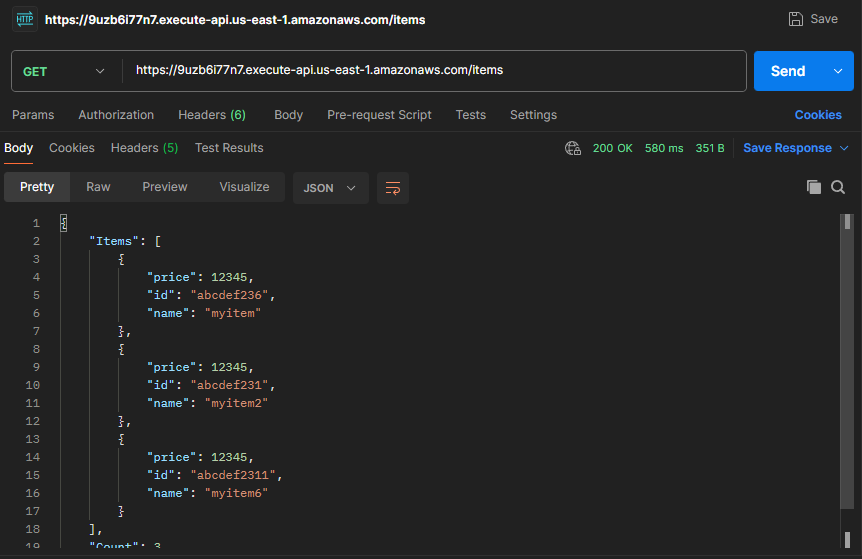 HTTP https://9uzb6i77n7.execute-api.us-east-1.amazonaws.com/items Save
GET https://9uzb6i77n7.execute-api.us-east-1.amazonaws.com/items Send
Params Authorization Headers (6) Body Pre-request Script Tests Settings Cookies
Body Cookies Headers (5) Test Results 200 OK 580 ms 351 B Save Response
Pretty Raw Preview Visualize JSON
1 {
2 "Items": [
3 {
4 "price": 12345,
5 "id": "abcdef236",
6 "name": "myitem"
7 },
8 {
9 "price": 12345,
10 "id": "abcdef231",
11 "name": "myitem2"
12 },
13 {
14 "price": 12345,
15 "id": "abcdef2311",
16 "name": "myitem6"
17 }
18 ],
19 "Count": 3